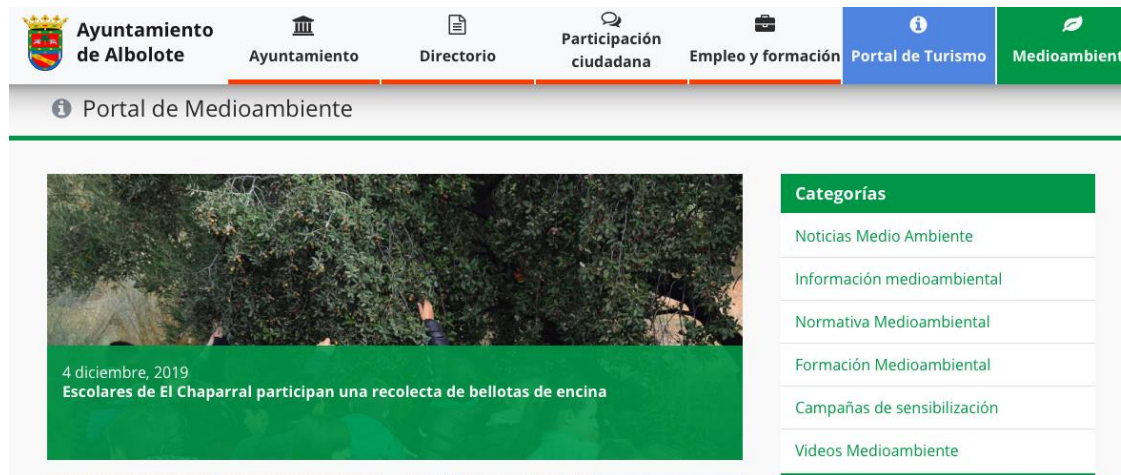 Ayuntamiento
de Albolote
Ayuntamiento
Directorio
Participación
ciudadana
Empleo y formación
Portal de Turismo
Medioambient
Portal de Medioambiente
4 diciembre, 2019
Escolares de El Chaparral participan una recolecta de bellotas de encina
Categorías
Noticias Medio Ambiente
Información medioambiental
Normativa Medioambiental
Formación Medioambiental
Campañas de sensibilización
Videos Medioambiente